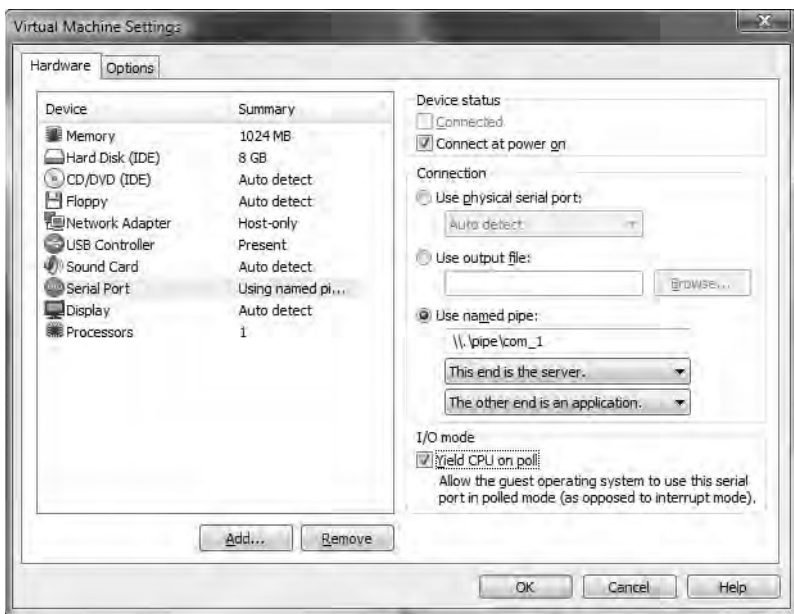 Virtual Machine Settings
Hardware
Options
Device Summary
Memory 1024 MB
Hard Disk (IDE) 8 GB
CD/DVD (IDE) Auto detect
Floppy Auto detect
Network Adapter Host-only
USB Controller Present
Sound Card Auto detect
Serial Port Using named pi...
Display Auto detect
Processors 1
Add...
Remove
Device status
Connected
Connect at power on
Connection
Use physical serial port:
Auto detect
Use output file:
Browse...
Use named pipe:
\\.\pipe\com_1
This end is the server.
The other end is an application.
I/O mode
Yield CPU on poll
Allow the guest operating system to use this serial
port in polled mode (as opposed to interrupt mode).
OK
Cancel
Help